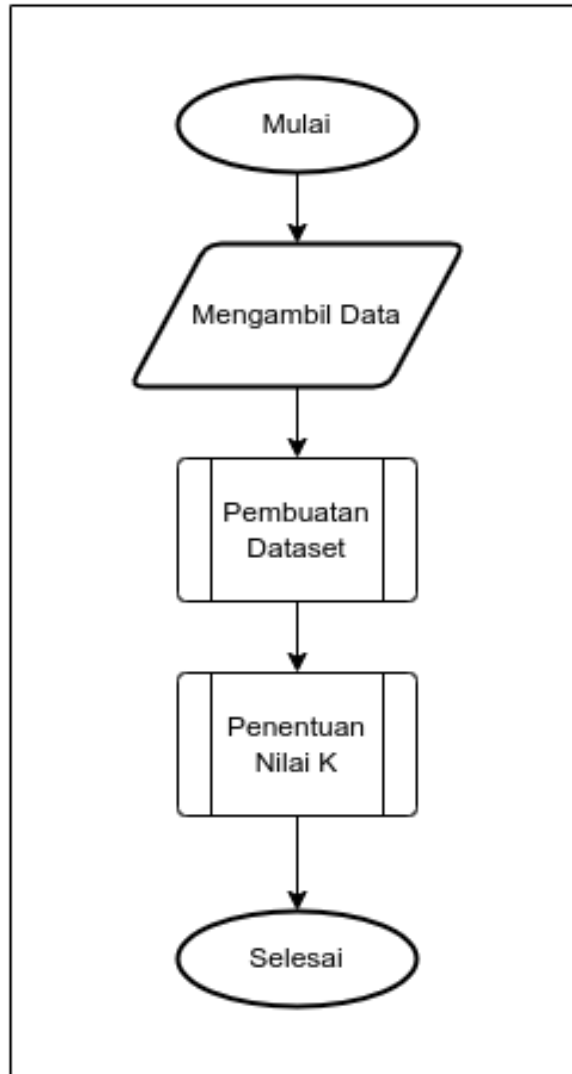 Mulai
Mengambil Data
Pembuatan
Dataset
Penentuan
Nilai K
Selesai